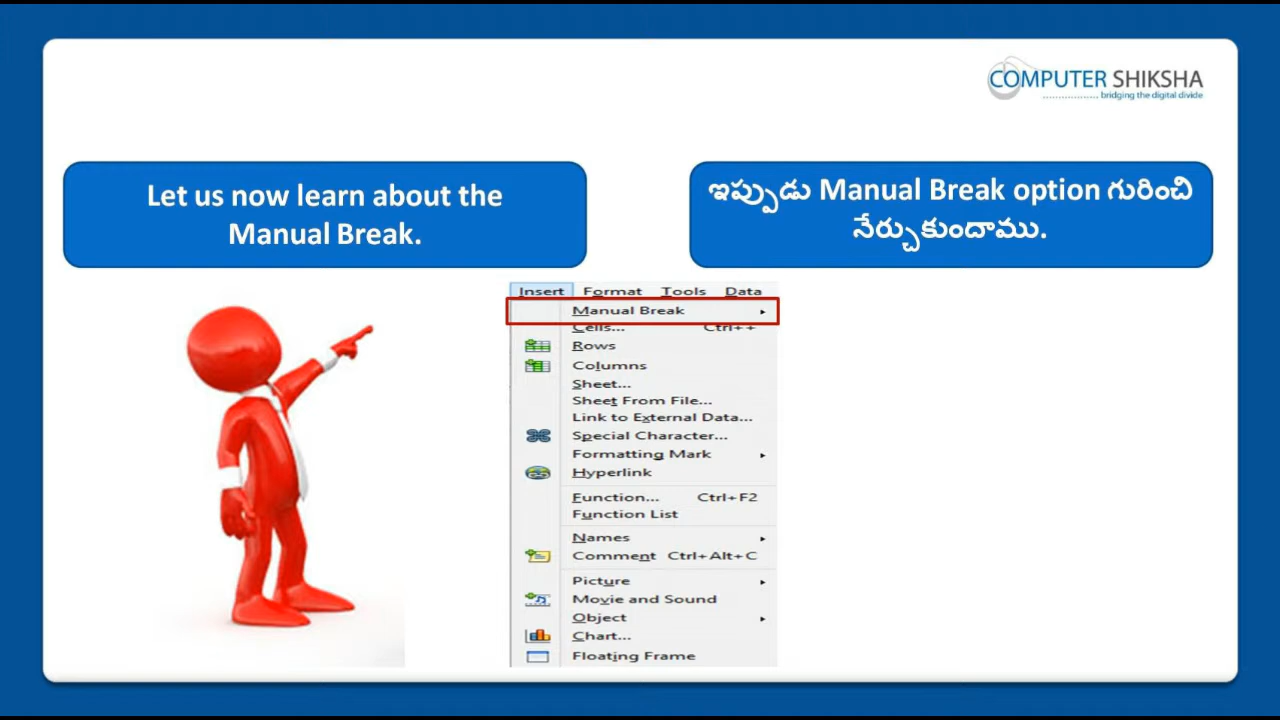 COMPUTER SHIKSHA
bridging the digital divide
Let us now learn about the
Manual Break.
ఇప్పుడు Manual Break option గురించి
నేర్చుకుందాము.
Insert Format Tools Data
Manual Break
Cells... Ctrl++
Rows
Columns
Sheet...
Sheet From File...
Link to External Data...
Special Character...
Formatting Mark
Hyperlink
Function... Ctrl+F2
Function List
Names
Comment Ctrl+Alt+C
Picture
Movie and Sound
Object
Chart...
Floating Frame